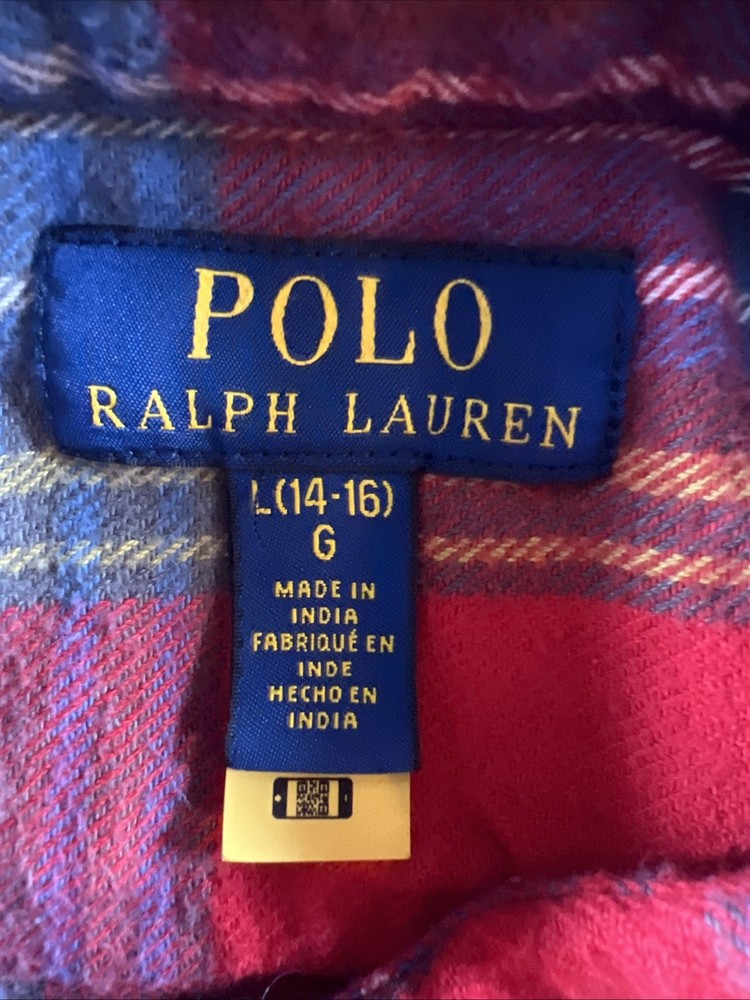 POLO
RALPH LAUREN
L(14-16)
G
MADE IN
INDIA
FABRIQUÉ EN
INDE
HECHO EN
INDIA